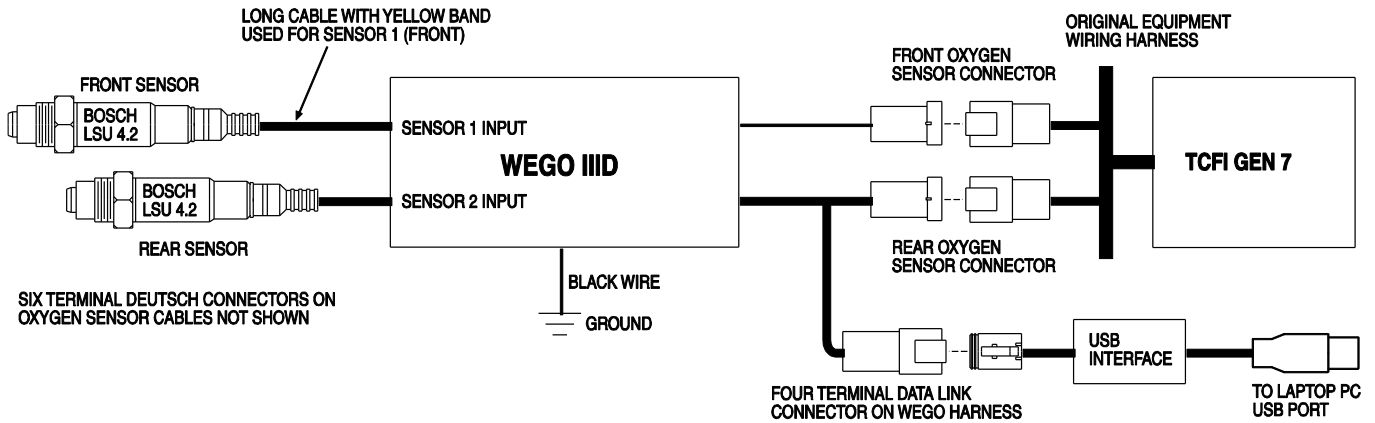 LONG CABLE WITH YELLOW BAND
USED FOR SENSOR 1 (FRONT)
FRONT SENSOR
BOSCH
LSU 4.2
BOSCH
LSU 4.2
REAR SENSOR
SIX TERMINAL DEUTSCH CONNECTORS ON
OXYGEN SENSOR CABLES NOT SHOWN
SENSOR 1 INPUT
WEGO IIID
SENSOR 2 INPUT
BLACK WIRE
GROUND
FRONT OXYGEN
SENSOR CONNECTOR
ORIGINAL EQUIPMENT
WIRING HARNESS
TCFI GEN 7
REAR OXYGEN
SENSOR CONNECTOR
FOUR TERMINAL DATA LINK
CONNECTOR ON WEGO HARNESS
USB
INTERFACE
TO LAPTOP PC
USB PORT